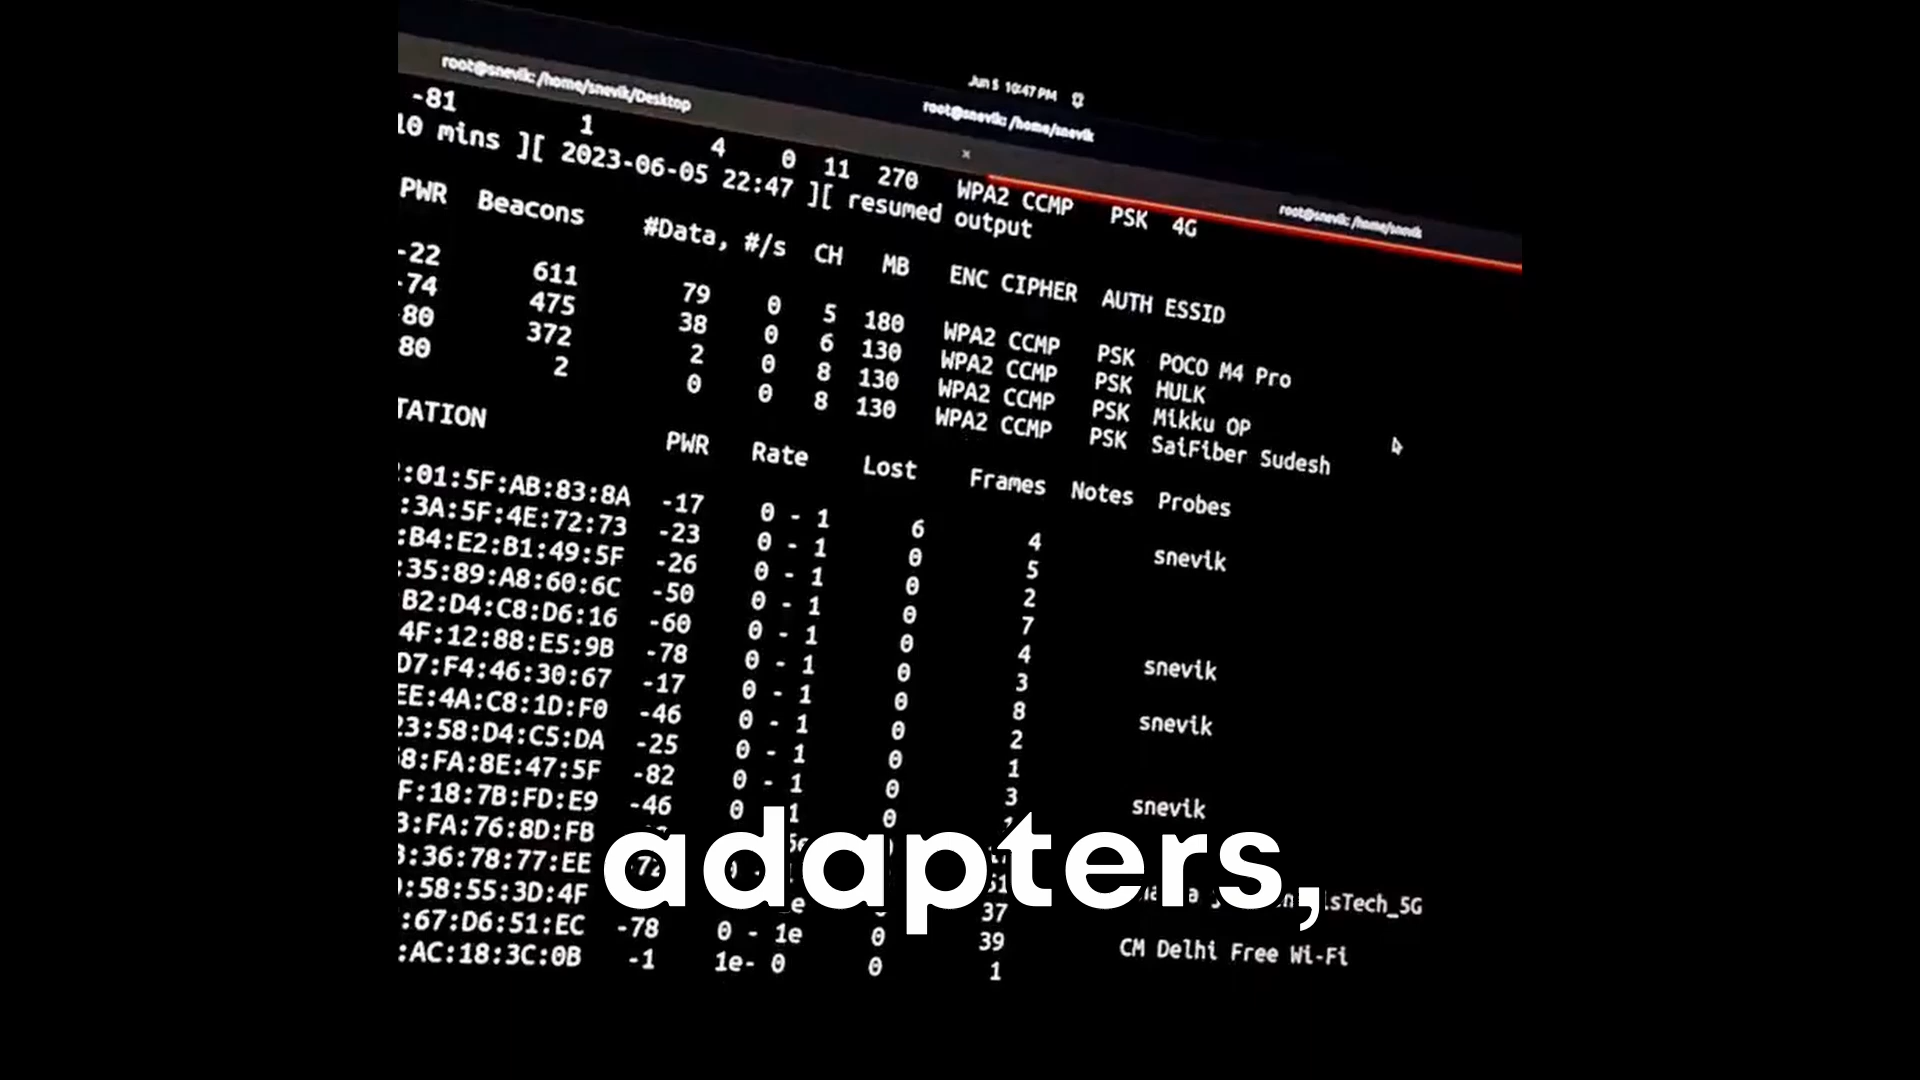 Jun 5 10:47 PM
root@snevik: /home/snevik/Desktop
root@snevik: /home/snevik
root@snevik: /home/snevik
-81 1 4 0 11 270 WPA2 CCMP PSK 4G
10 mins ][ 2023-06-05 22:47 ][ resumed output
PWR Beacons #Data, #/s CH MB ENC CIPHER AUTH ESSID
-22 611 79 0 5 180 WPA2 CCMP PSK POCO M4 Pro
-74 475 38 0 6 130 WPA2 CCMP PSK HULK
-80 372 2 0 8 130 WPA2 CCMP PSK Mikku OP
80 2 0 0 8 130 WPA2 CCMP PSK SaiFiber Sudesh
TATION PWR Rate Lost Frames Notes Probes
:01:5F:AB:83:8A -17 0 - 1 6 4 snevik
:3A:5F:4E:72:73 -23 0 - 1 0 5
:B4:E2:B1:49:5F -26 0 - 1 0 2
:35:89:A8:60:6C -50 0 - 1 0 7
B2:D4:C8:D6:16 -60 0 - 1 0 4 snevik
4F:12:88:E5:9B -78 0 - 1 0 3
D7:F4:46:30:67 -17 0 - 1 0 8 snevik
EE:4A:C8:1D:F0 -46 0 - 1 0 2
23:58:D4:C5:DA -25 0 - 1 0 1
58:FA:8E:47:5F -82 0 - 1 0 3 snevik
F:18:7B:FD:E9 -46 0 1 0
3:FA:76:8D:FB
3:36:78:77:EE 72 0 - 51 sTech_5G
:58:55:3D:4F 37
:67:D6:51:EC -78 0 - 1e 0 39 CM Delhi Free Wi-Fi
:AC:18:3C:0B -1 1e- 0 0 1
adapters,